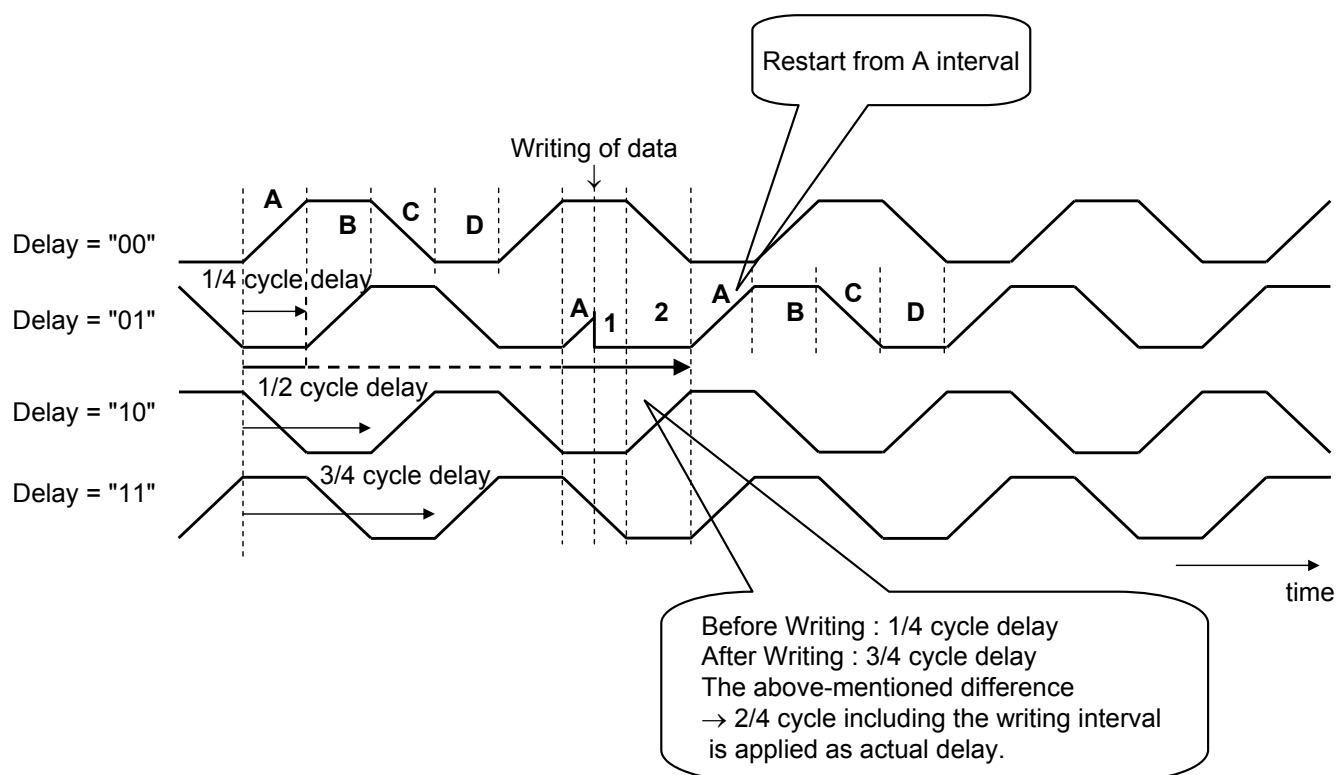 Restart from A interval
Writing of data
↓
A
B
C
D
Delay = "00"
1/4 cycle delay
Delay = "01"
A
1
2
A
B
C
D
1/2 cycle delay
Delay = "10"
3/4 cycle delay
Delay = "11"
time
Before Writing : 1/4 cycle delay
After Writing : 3/4 cycle delay
The above-mentioned difference
→ 2/4 cycle including the writing interval
is applied as actual delay.